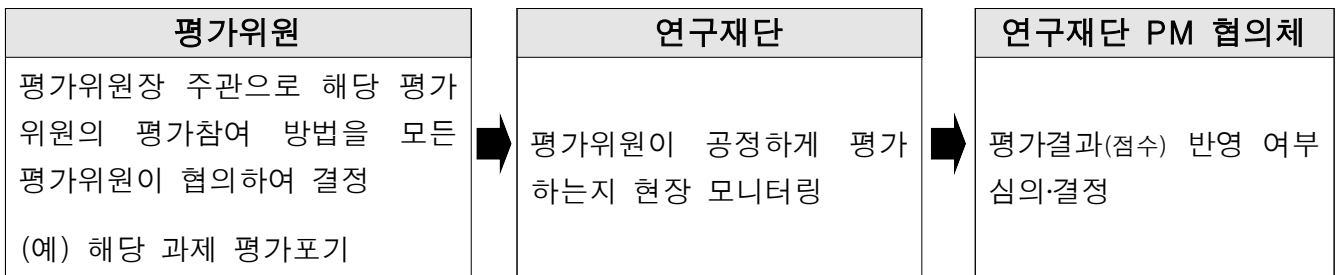 평가위원
평가위원장 주관으로 해당 평가
위원의 평가참여 방법을 모든
평가위원이 협의하여 결정
(예) 해당 과제 평가포기
연구재단
평가위원이 공정하게 평가
하는지 현장 모니터링
연구재단 PM 협의체
평가결과(점수) 반영 여부
심의·결정